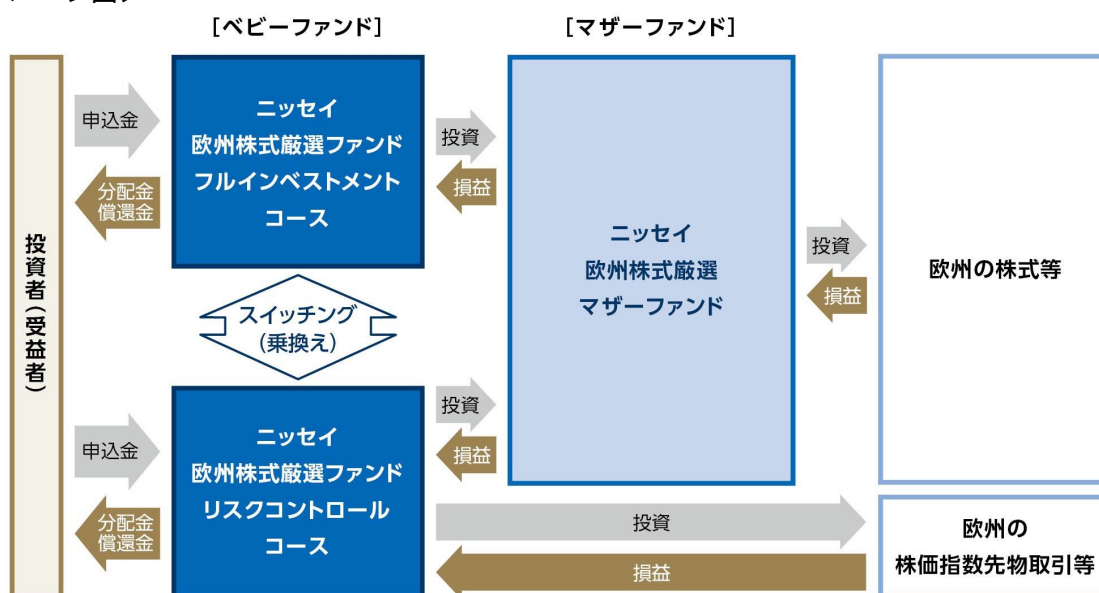 [ベビーファンド]
[マザーファンド]
投資者(受益者)
申込金
分配金
償還金
ニッセイ
欧州株式厳選ファンド
フルインベストメント
コース
投資
損益
スイッチング
(乗換え)
申込金
分配金
償還金
ニッセイ
欧州株式厳選ファンド
リスクコントロール
コース
投資
損益
ニッセイ
欧州株式厳選
マザーファンド
投資
損益
欧州の株式等
投資
損益
欧州の
株価指数先物取引等